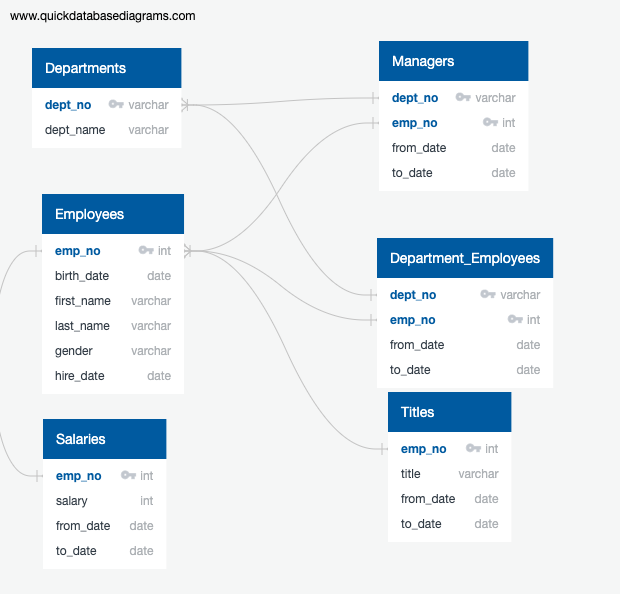 www.quickdatabasediagrams.com
Departments
dept_no varchar
dept_name varchar
Employees
emp_no int
birth_date date
first_name varchar
last_name varchar
gender varchar
hire_date date
Salaries
emp_no int
salary int
from_date date
to_date date
Managers
dept_no varchar
emp_no int
from_date date
to_date date
Department_Employees
dept_no varchar
emp_no int
from_date date
to_date date
Titles
emp_no int
title varchar
from_date date
to_date date